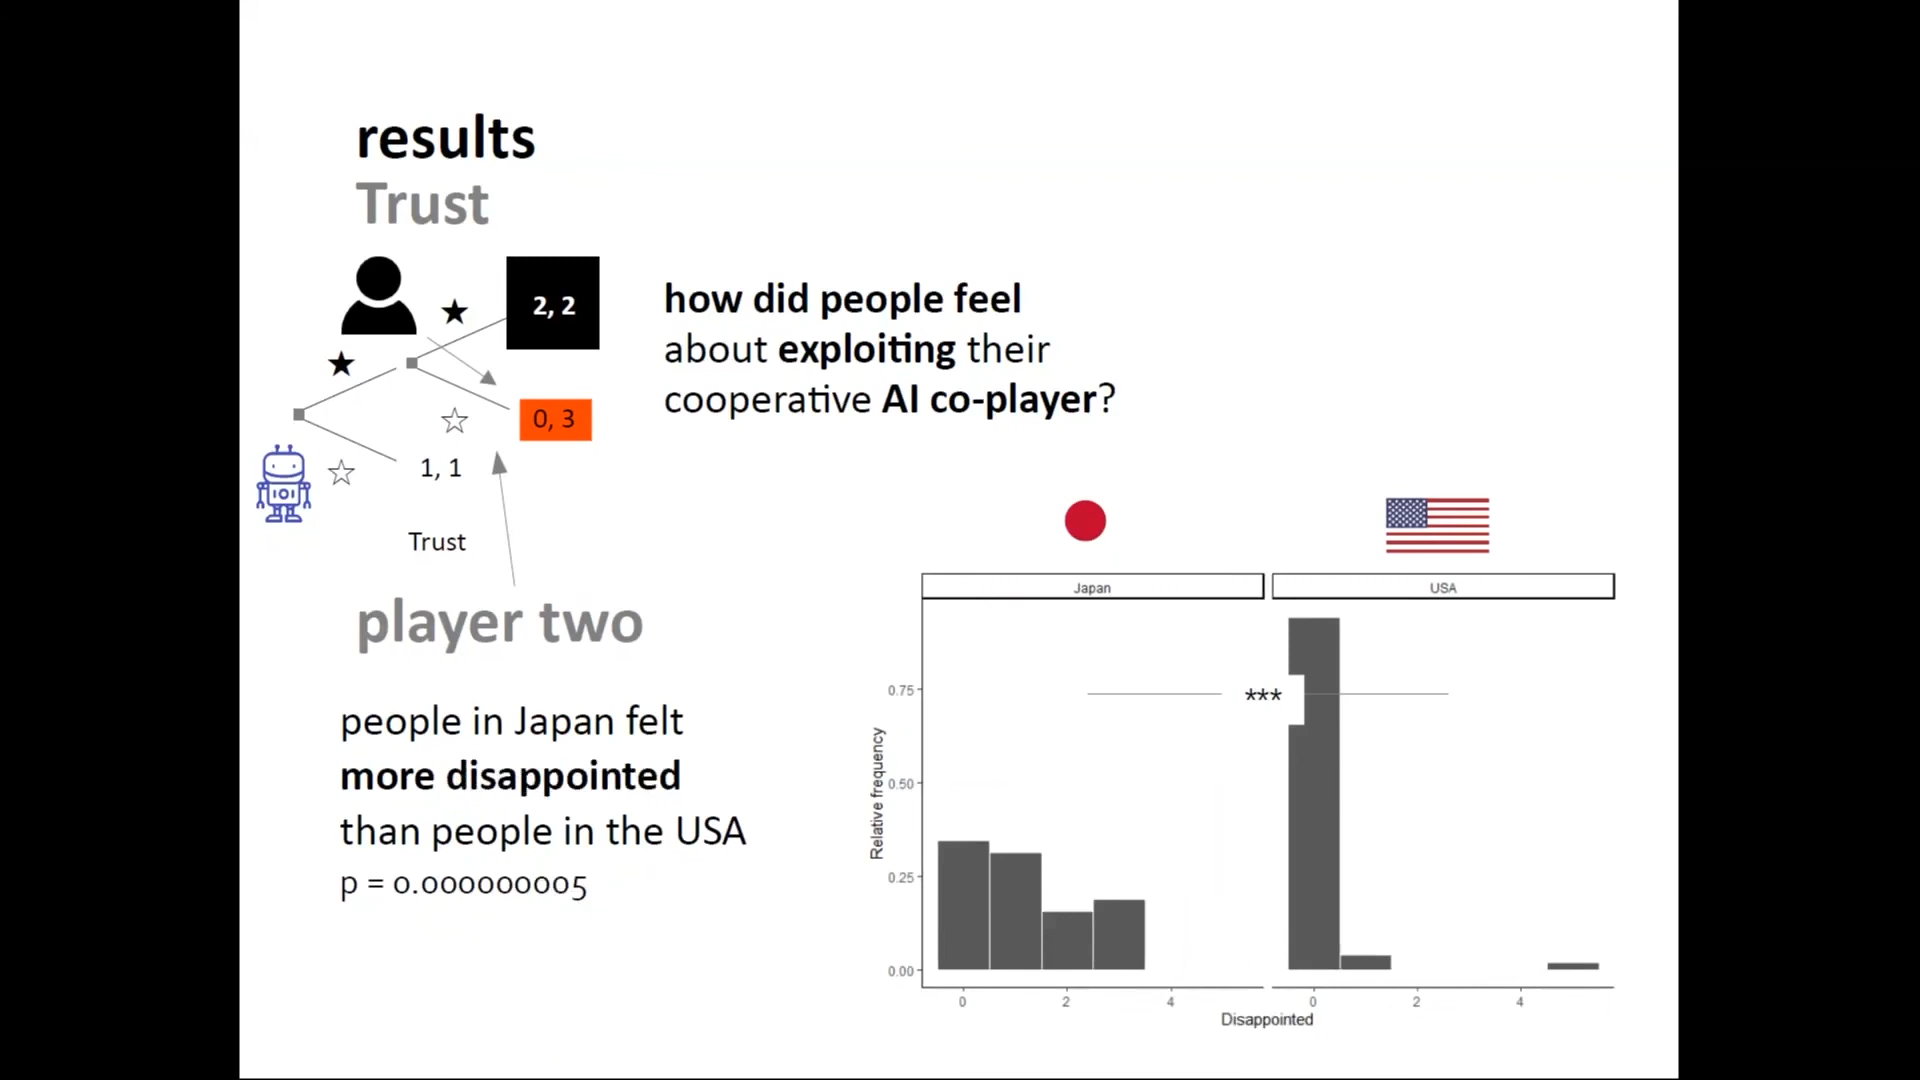 results
Trust
2, 2
0, 3
1, 1
Trust
how did people feel
about exploiting their
cooperative AI co-player?
player two
people in Japan felt
more disappointed
than people in the USA
p = 0.000000005
Japan
USA
***
Relative frequency
0.75
0.50
0.25
0.00
0 2 4
0 2 4
Disappointed